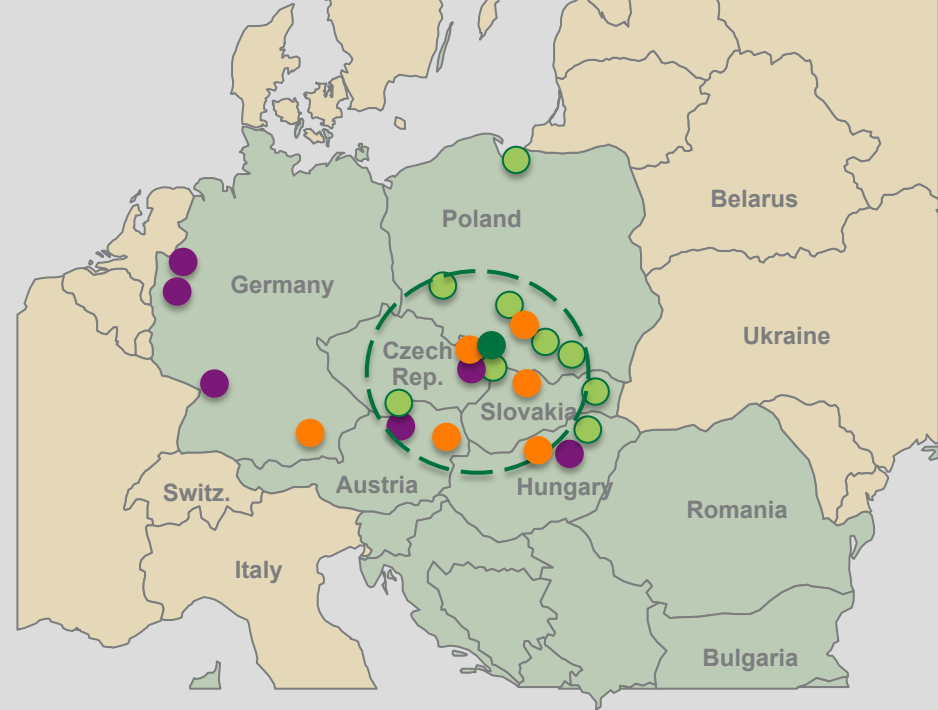 Belarus
Poland
Germany
Ukraine
Czech
Rep.
Slovakia
Switz.
Austria
Hungary
Romania
Italy
Bulgaria